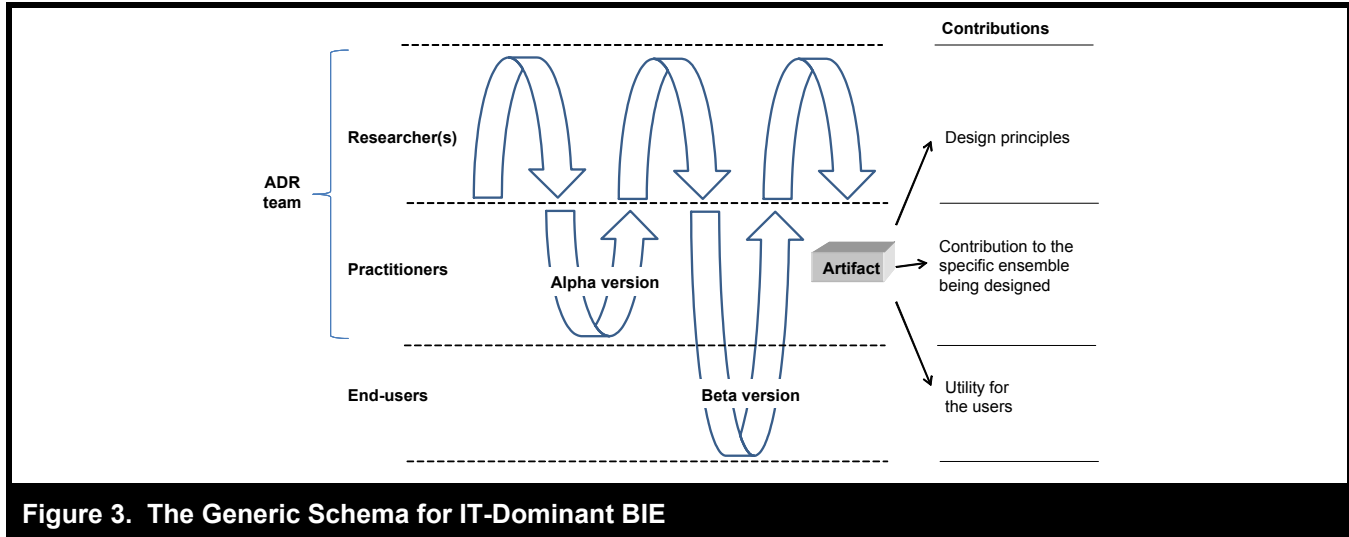 Contributions
Researcher(s)
Design principles
ADR
team
Practitioners
Alpha version
Artifact
Contribution to the
specific ensemble
being designed
End-users
Beta version
Utility for
the users
Figure 3. The Generic Schema for IT-Dominant BIE